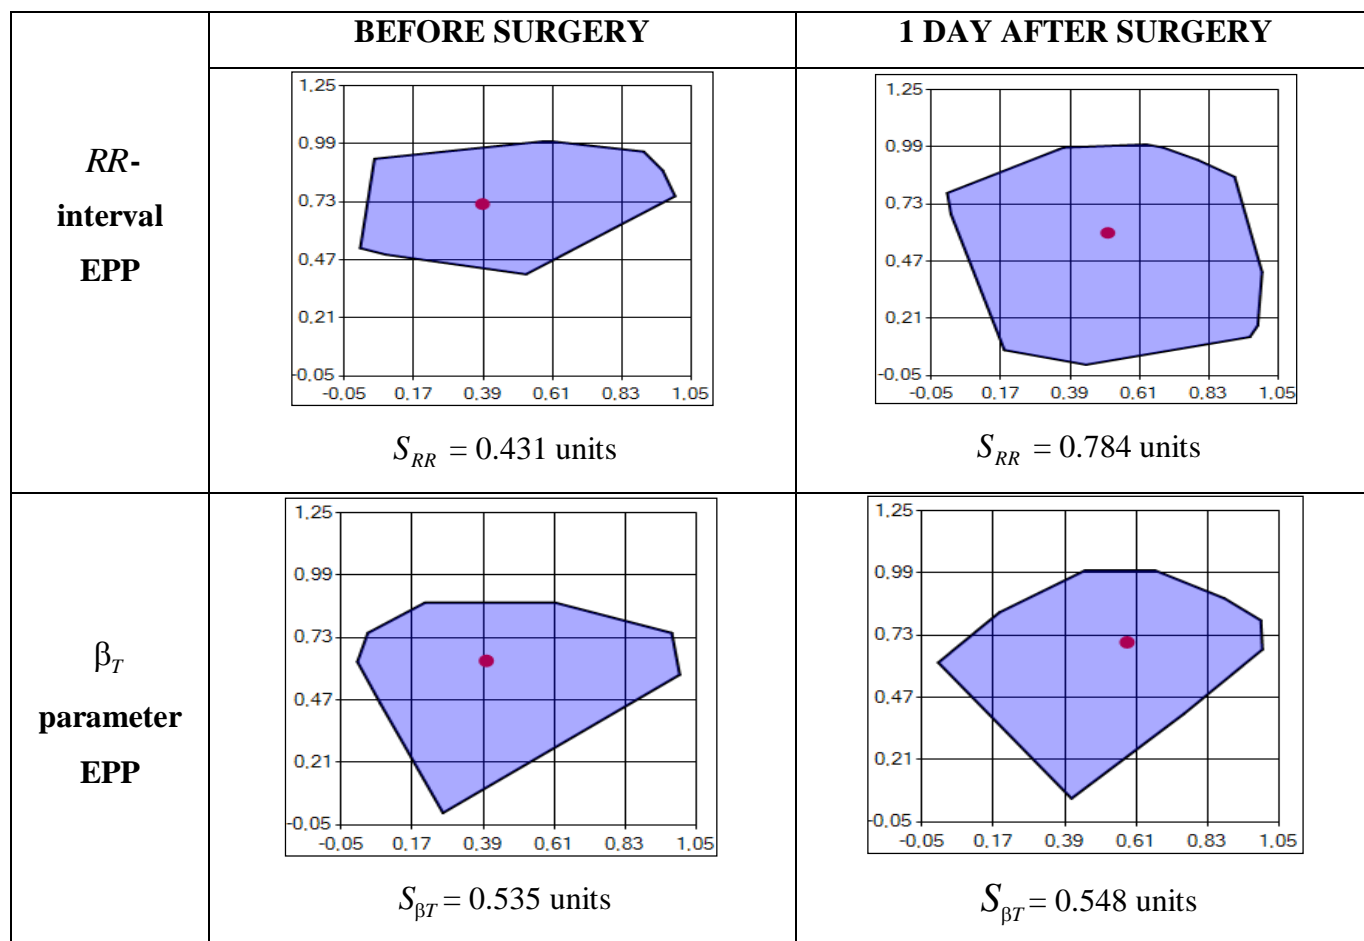 BEFORE SURGERY
1 DAY AFTER SURGERY
RR-
interval
EPP
1,25
0,99
0,73
0,47
0,21
-0,05
-0,05 0,17 0,39 0,61 0,83 1,05
S_RR = 0.431 units
1,25
0,99
0,73
0,47
0,21
-0,05
-0,05 0,17 0,39 0,61 0,83 1,05
S_RR = 0.784 units
β_T
parameter
EPP
1,25
0,99
0,73
0,47
0,21
-0,05
-0,05 0,17 0,39 0,61 0,83 1,05
S_βT = 0.535 units
1,25
0,99
0,73
0,47
0,21
-0,05
-0,05 0,17 0,39 0,61 0,83 1,05
S_βT = 0.548 units